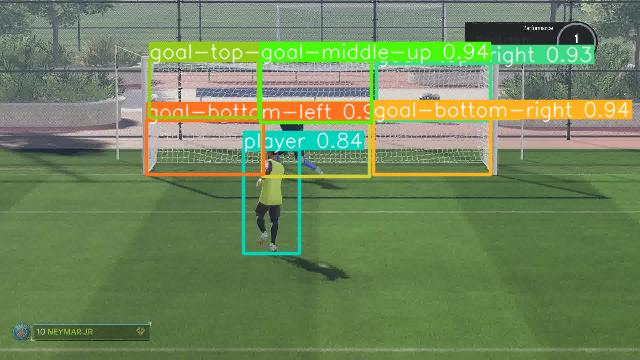 Performance
1
goal-top-goal-middle-up 0.94 right 0.93
goal-bottom-left 0.9 goal-bottom-right 0.94
player 0.84
10 NEYMAR JR